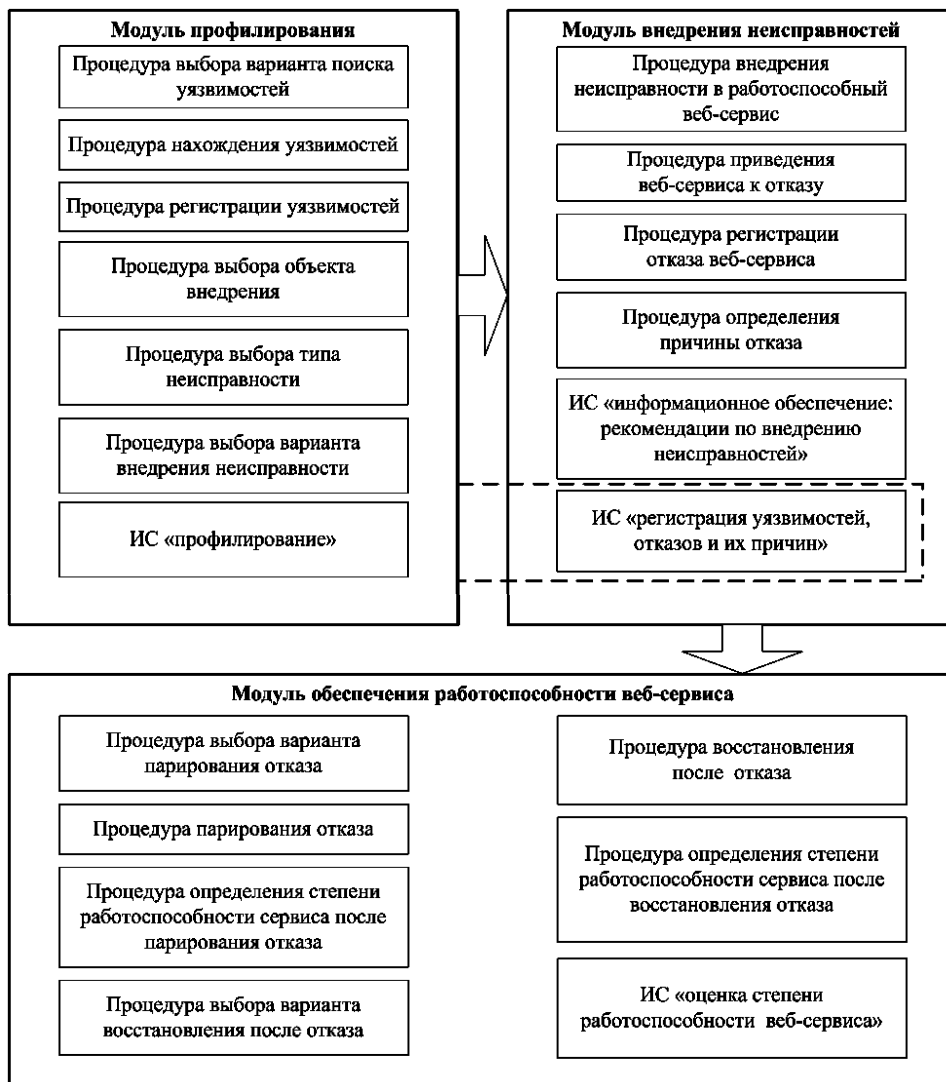 Модуль профилирования
Процедура выбора варианта поиска
уязвимостей
Процедура нахождения уязвимостей
Процедура регистрации уязвимостей
Процедура выбора объекта
внедрения
Процедура выбора типа
неисправности
Процедура выбора варианта
внедрения неисправности
ИС «профилирование»
Модуль внедрения неисправностей
Процедура внедрения
неисправности в работоспособный
веб-сервис
Процедура приведения
веб-сервиса к отказу
Процедура регистрации
отказа веб-сервиса
Процедура определения
причины отказа
ИС «информационное обеспечение:
рекомендации по внедрению
неисправностей»
ИС «регистрация уязвимостей,
отказов и их причин»
Модуль обеспечения работоспособности веб-сервиса
Процедура выбора варианта
парирования отказа
Процедура парирования отказа
Процедура определения степени
работоспособности сервиса после
парирования отказа
Процедура выбора варианта
восстановления после отказа
Процедура восстановления
после отказа
Процедура определения степени
работоспособности сервиса после
восстановления отказа
ИС «оценка степени
работоспособности веб-сервиса»